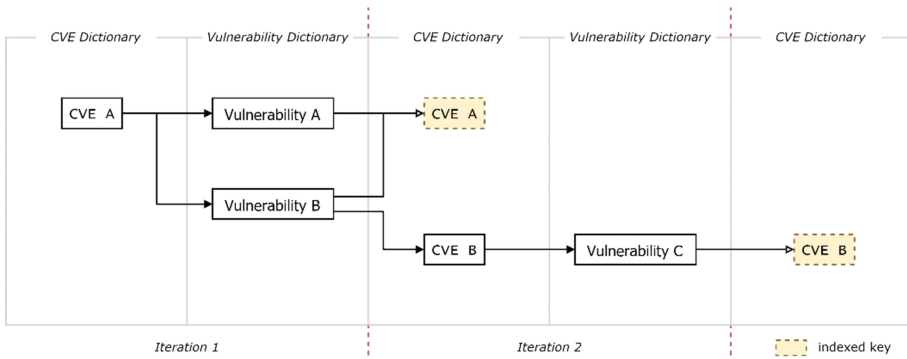 CVE Dictionary
Vulnerability Dictionary
CVE Dictionary
Vulnerability Dictionary
CVE Dictionary
CVE A
Vulnerability A
CVE A
Vulnerability B
CVE B
Vulnerability C
CVE B
Iteration 1
Iteration 2
indexed key